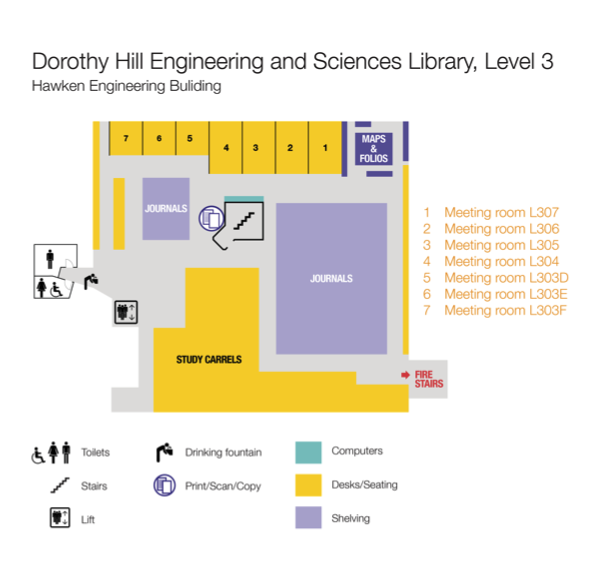 Dorothy Hill Engineering and Sciences Library, Level 3
Hawken Engineering Buliding
7 6 5 4 3 2 1
MAPS
&
FOLIOS
JOURNALS
JOURNALS
STUDY CARRELS
FIRE
STAIRS
1 Meeting room L307
2 Meeting room L306
3 Meeting room L305
4 Meeting room L304
5 Meeting room L303D
6 Meeting room L303E
7 Meeting room L303F
Toilets
Drinking fountain
Computers
Stairs
Print/Scan/Copy
Desks/Seating
Lift
Shelving